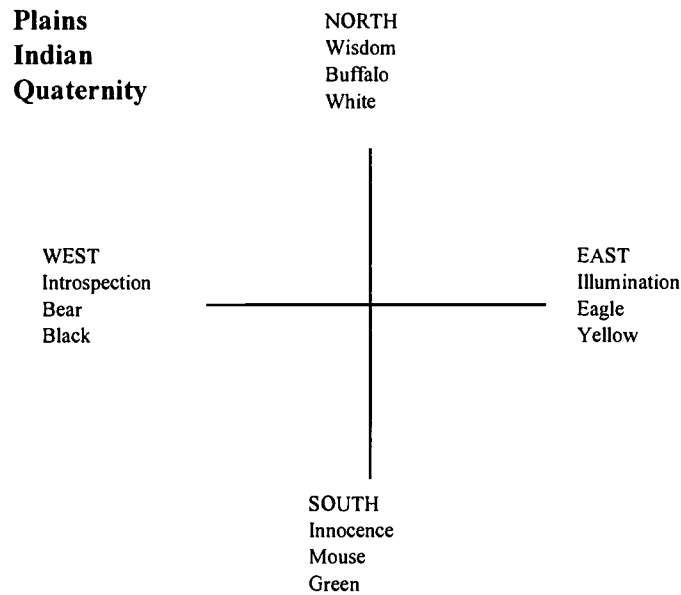 Plains
Indian
Quaternity
NORTH
Wisdom
Buffalo
White
WEST
Introspection
Bear
Black
EAST
Illumination
Eagle
Yellow
SOUTH
Innocence
Mouse
Green